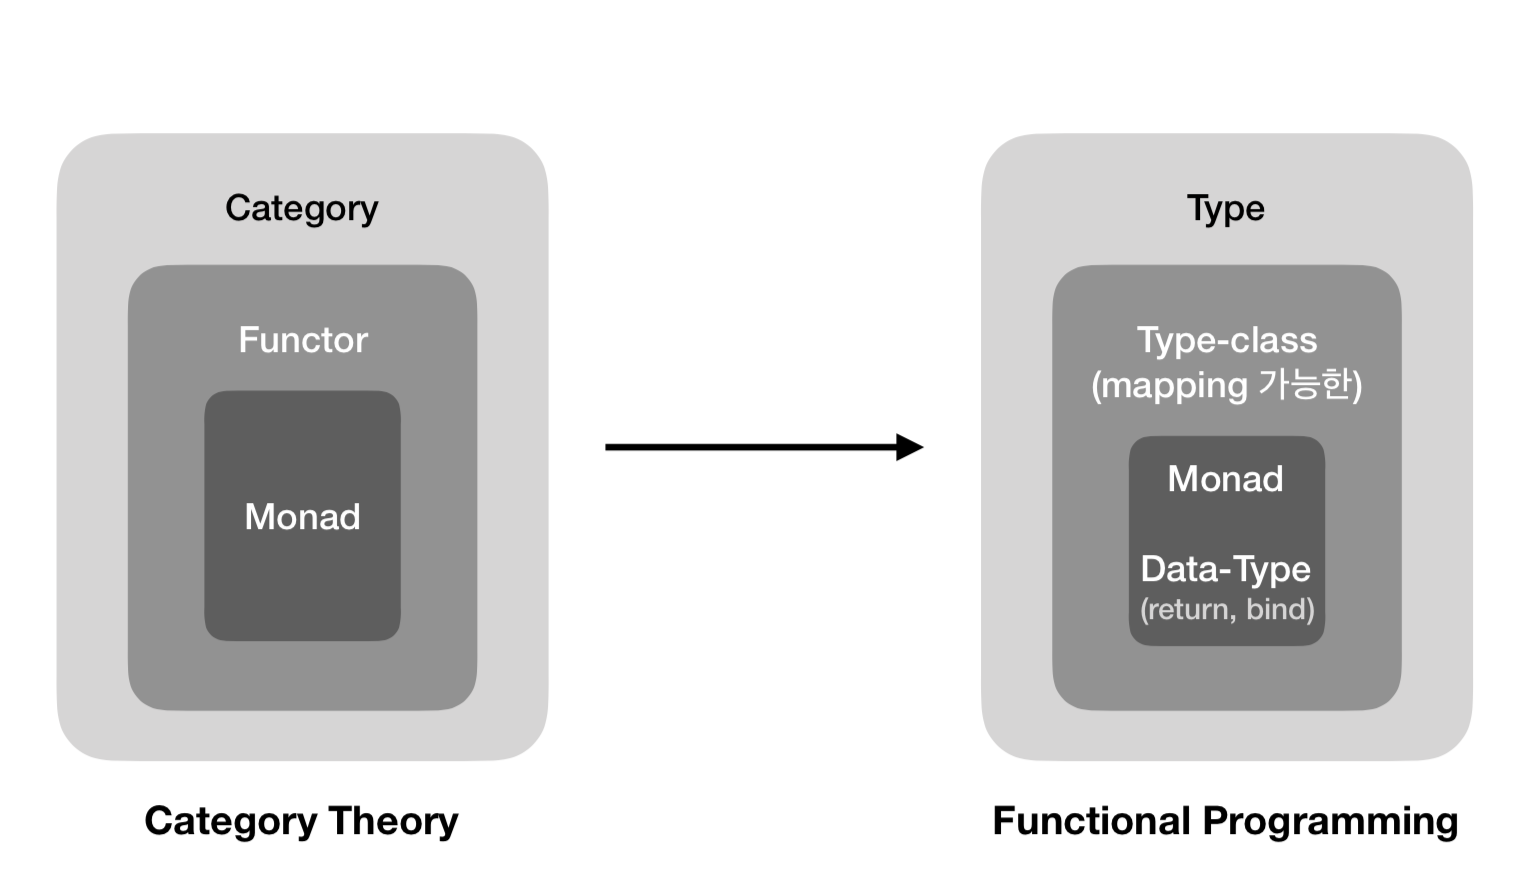 Category
Functor
Monad
Category Theory
Type
Type-class
(mapping 가능한)
Monad
Data-Type
(return, bind)
Functional Programming